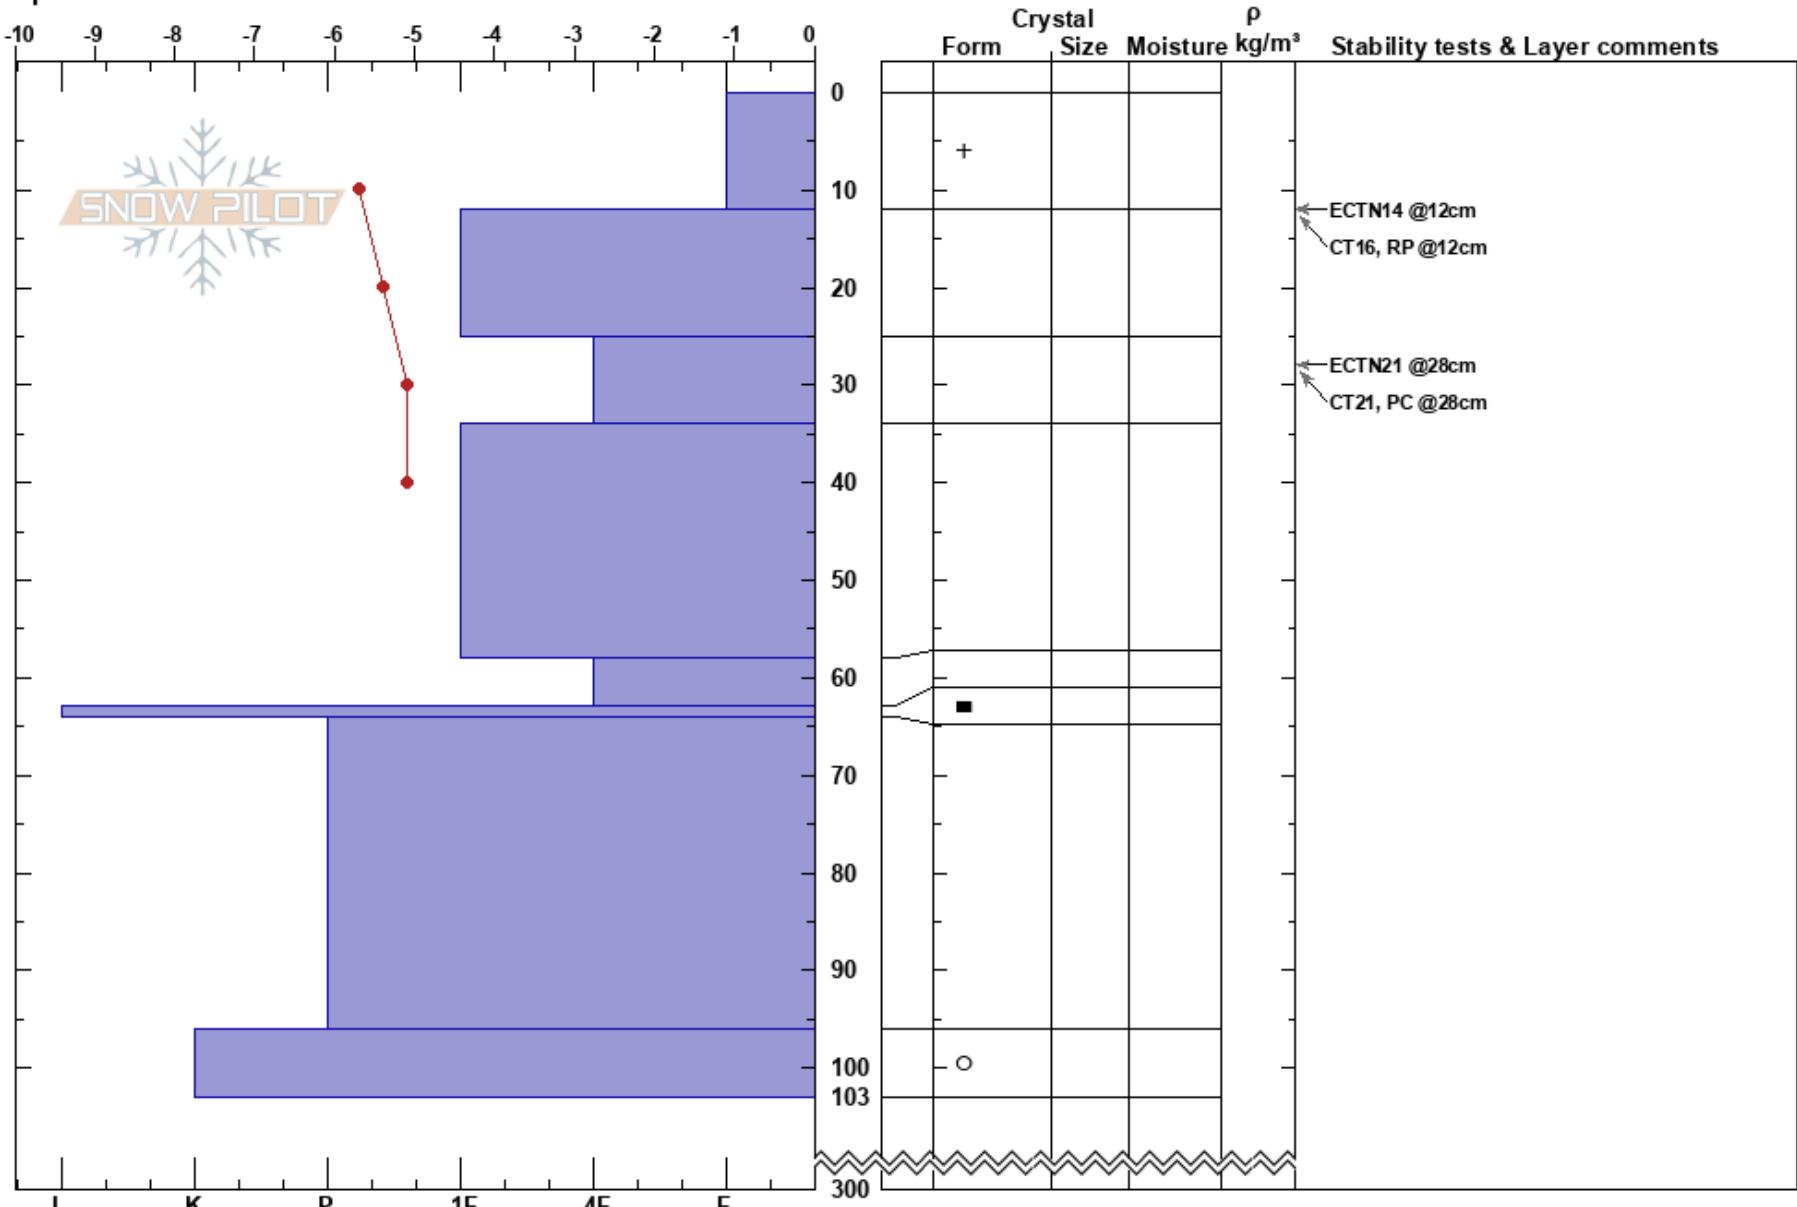 -10 -9 -8 -7 -6 -5 -4 -3 -2 -1 0
Crystal
ρ
Form Size Moisture kg/m³ Stability tests & Layer comments
0
SNOW PILOT
10
ECTN14 @12cm
CT16, RP @12cm
20
ECTN21 @28cm
30
CT21, PC @28cm
40
50
60
70
80
90
100
103
300
I K P 1F 4F F